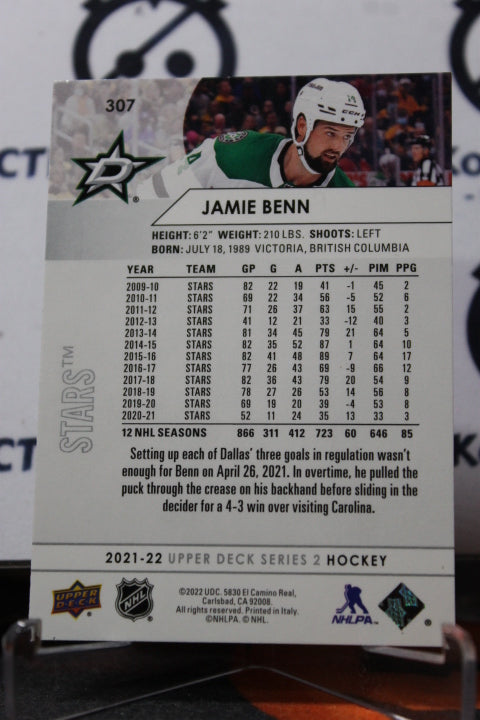 307
D
14
CCM
JAMIE BENN
HEIGHT: 6'2" WEIGHT: 210 LBS. SHOOTS: LEFT
BORN: JULY 18, 1989 VICTORIA, BRITISH COLUMBIA
YEAR TEAM GP G A PTS +/- PIM PPG
2009-10 STARS 82 22 19 41 -1 45 2
2010-11 STARS 69 22 34 56 -5 52 6
2011-12 STARS 71 26 37 63 15 55 2
2012-13 STARS 41 12 21 33 -12 40 3
2013-14 STARS 81 34 45 79 21 64 5
2014-15 STARS 82 35 52 87 1 64 10
2015-16 STARS 82 41 48 89 7 64 17
2016-17 STARS 77 26 43 69 -9 66 12
2017-18 STARS 82 36 43 79 20 54 9
2018-19 STARS 78 27 26 53 14 56 8
2019-20 STARS 69 19 20 39 -4 53 8
2020-21 STARS 52 11 24 35 13 33 3
12 NHL SEASONS 866 311 412 723 60 646 85
STARS™
Setting up each of Dallas' three goals in regulation wasn't
enough for Benn on April 26, 2021. In overtime, he pulled the
puck through the crease on his backhand before sliding in the
decider for a 4-3 win over visiting Carolina.
2021-22 UPPER DECK SERIES 2 HOCKEY
UPPER DECK
NHL
©2022 UDC. 5830 El Camino Real,
Carlsbad, CA 92008.
All rights reserved. Printed in Italy.
©NHLPA. © NHL.
NHLPA